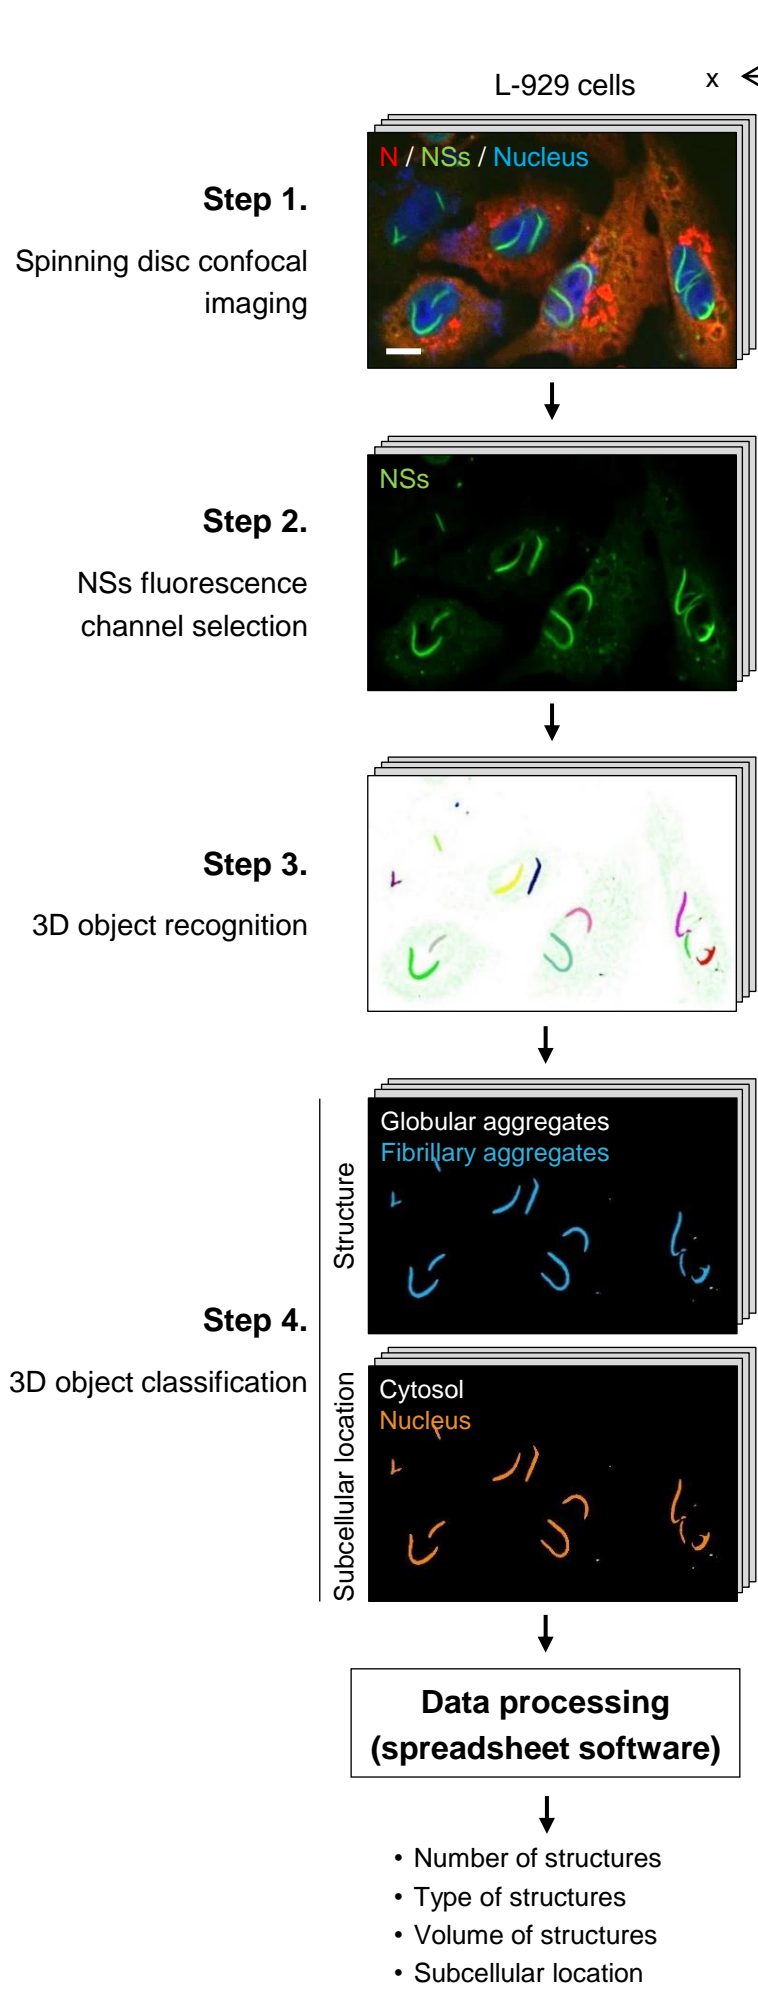 L-929 cells
x
N / NSs / Nucleus
Step 1.
Spinning disc confocal
imaging
NSs
Step 2.
NSs fluorescence
channel selection
Step 3.
3D object recognition
Globular aggregates
Fibrillary aggregates
Structure
Step 4.
3D object classification
Cytosol
Nucleus
Subcellular location
Data processing
(spreadsheet software)
• Number of structures
• Type of structures
• Volume of structures
• Subcellular location